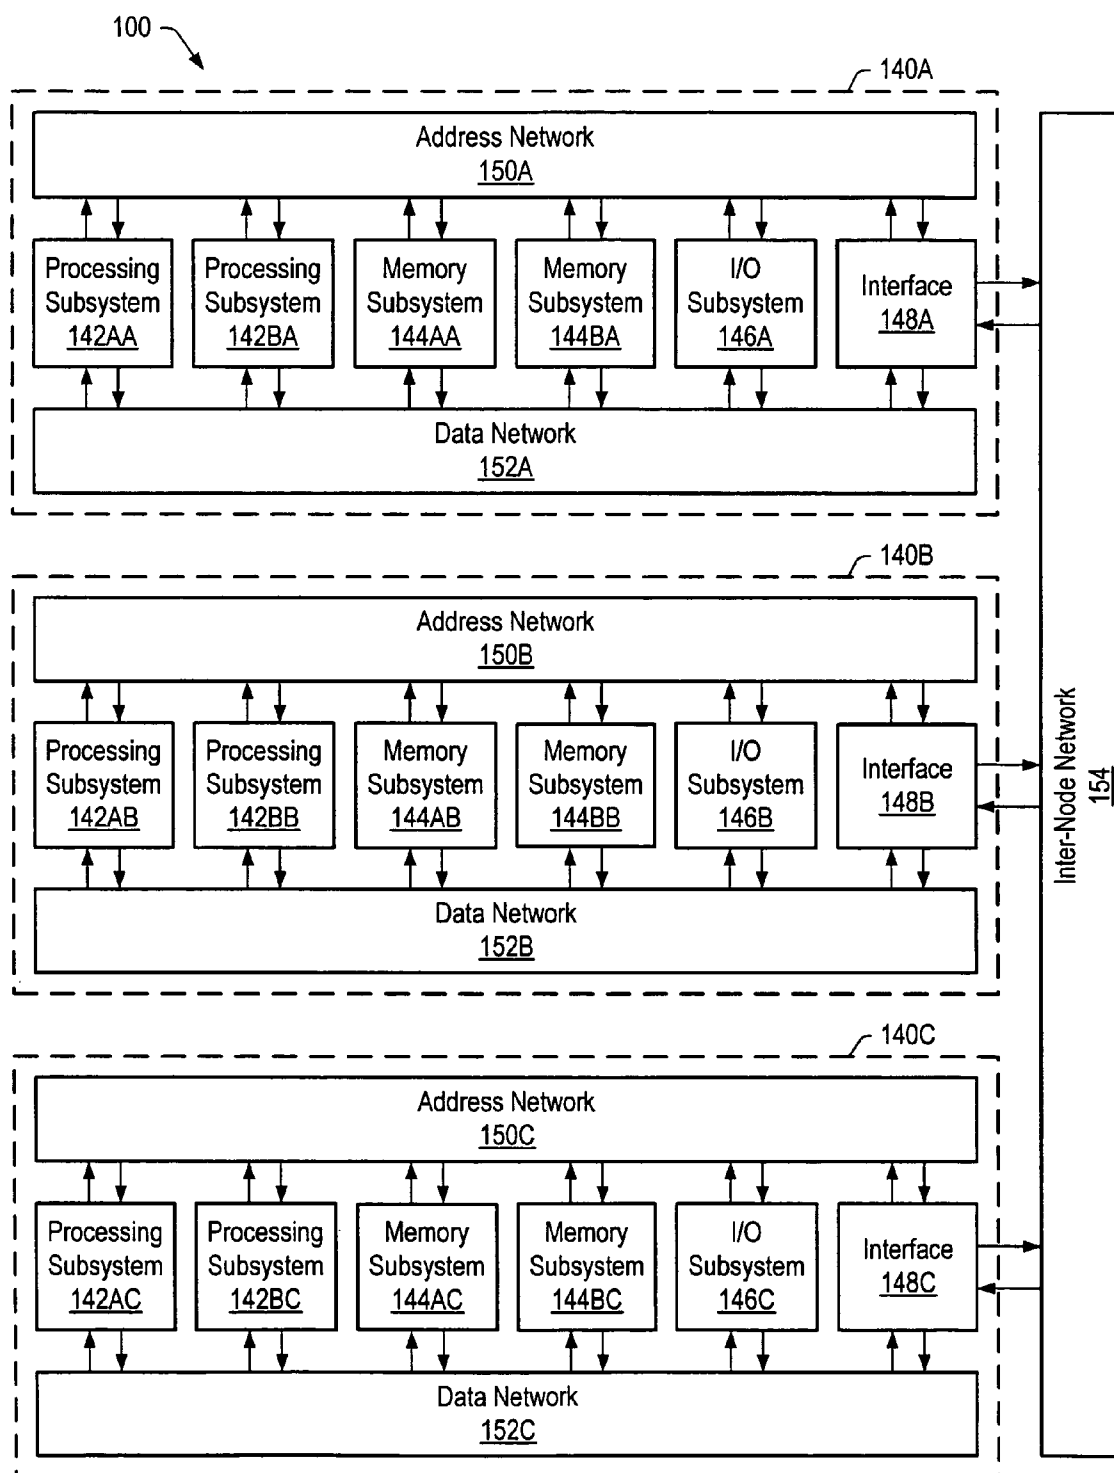 100
140A
Address Network
150A
Processing
Subsystem
142AA
Processing
Subsystem
142BA
Memory
Subsystem
144AA
Memory
Subsystem
144BA
I/O
Subsystem
146A
Interface
148A
Data Network
152A
140B
Address Network
150B
Processing
Subsystem
142AB
Processing
Subsystem
142BB
Memory
Subsystem
144AB
Memory
Subsystem
144BB
I/O
Subsystem
146B
Interface
148B
Data Network
152B
140C
Address Network
150C
Processing
Subsystem
142AC
Processing
Subsystem
142BC
Memory
Subsystem
144AC
Memory
Subsystem
144BC
I/O
Subsystem
146C
Interface
148C
Data Network
152C
Inter-Node Network
154